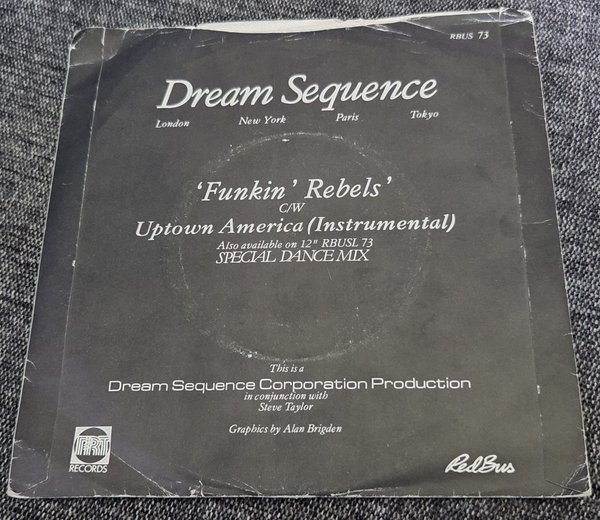 RBUS 73
Dream Sequence
London New York Paris Tokyo
'Funkin' Rebels'
C/W
Uptown America (Instrumental)
Also available on 12" RBUSL 73
SPECIAL DANCE MIX
This is a
Dream Sequence Corporation Production
in conjunction with
Steve Taylor
Graphics by Alan Brigden
PRT
RECORDS
RedBus